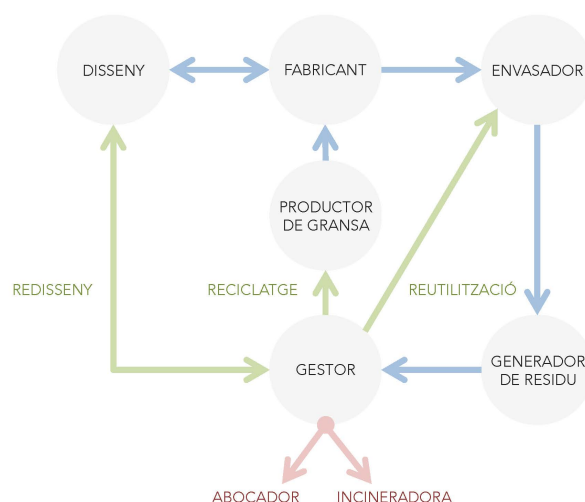 DISSENY
FABRICANT
ENVASADOR
PRODUCTOR
DE GRANSA
REDISSENY
RECICLATGE
REUTILITZACIÓ
GESTOR
GENERADOR
DE RESIDU
ABOCADOR
INCINERADORA